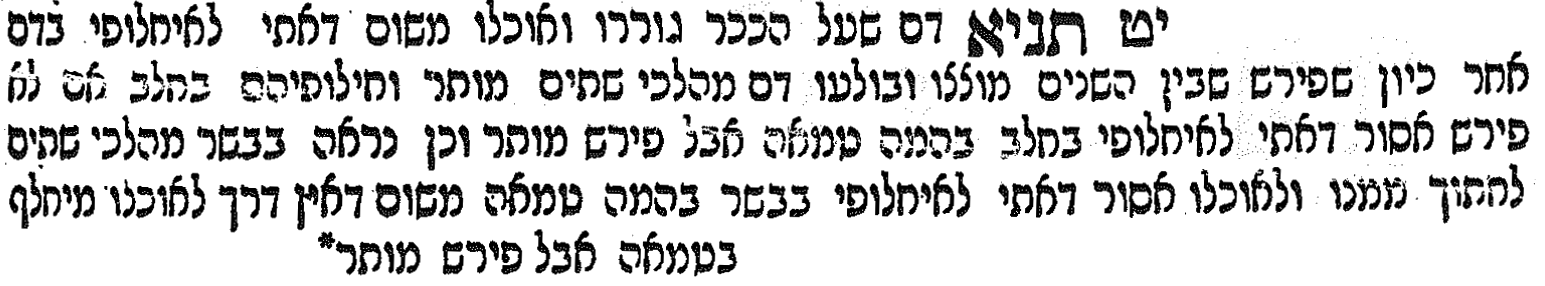 יט תניא דם שעל הככר גוררו ואוכלו משום דאתי לאיחלופי בדם
אחר כיון שפירש שבין השנים מוצצו ובולעו דם מהלכי שתים מותר וחילופיהם בחלב אם לא
פירש אסור דאתי לאיחלופי בחלב בהמה טמאה אבל פירש מותר וכן נראה בבשר מהלכי שתים
לחתוך ממנו ולאוכלו אסור דאתי לאיחלופי בבשר בהמה טמאה משום דאין דרך לאוכלו מיחלף
בטמאה אבל פירש מותר*